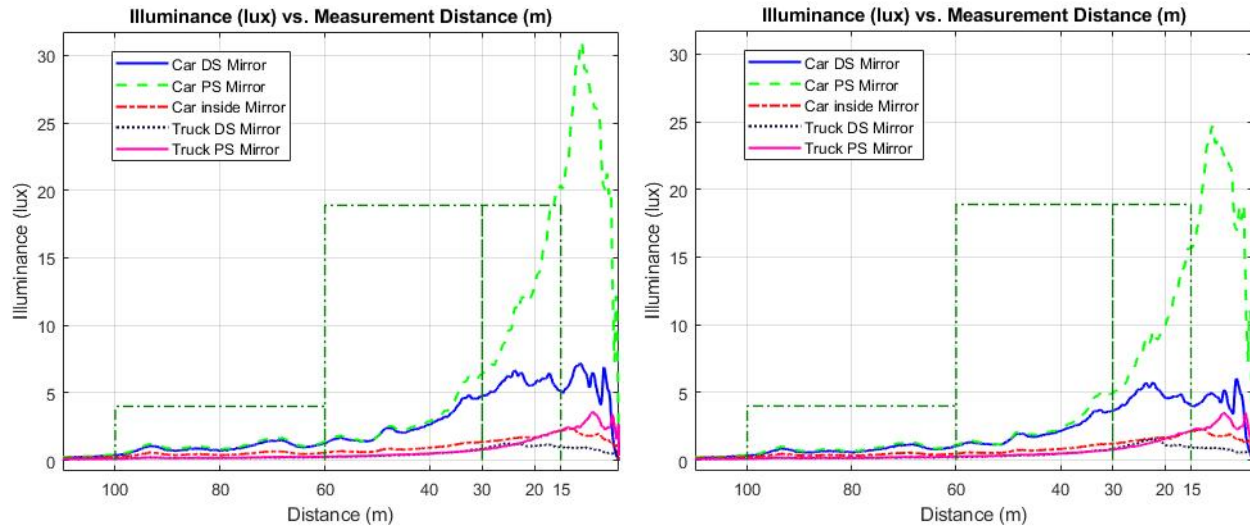 Illuminance (lux) vs. Measurement Distance (m)
30
25
20
15
10
5
0
Illuminance (lux)
Car DS Mirror
Car PS Mirror
Car inside Mirror
Truck DS Mirror
Truck PS Mirror
100
80
60
40
30
20
15
Distance (m)
Illuminance (lux) vs. Measurement Distance (m)
30
25
20
15
10
5
0
Illuminance (lux)
Car DS Mirror
Car PS Mirror
Car inside Mirror
Truck DS Mirror
Truck PS Mirror
100
80
60
40
30
20
15
Distance (m)